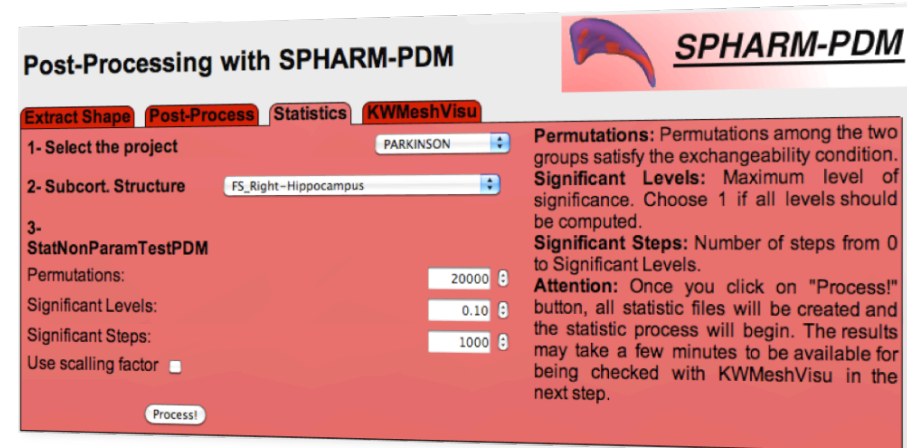 Post-Processing with SPHARM-PDM
SPHARM-PDM
Extract Shape Post-Process Statistics KWMeshVisu
1- Select the project PARKINSON
2- Subcort. Structure FS_Right-Hippocampus
3-
StatNonParamTestPDM
Permutations: 20000
Significant Levels: 0.10
Significant Steps: 1000
Use scalling factor
Process!
Permutations: Permutations among the two
groups satisfy the exchangeability condition.
Significant Levels: Maximum level of
significance. Choose 1 if all levels should
be computed.
Significant Steps: Number of steps from 0
to Significant Levels.
Attention: Once you click on "Process!"
button, all statistic files will be created and
the statistic process will begin. The results
may take a few minutes to be available for
being checked with KWMeshVisu in the
next step.